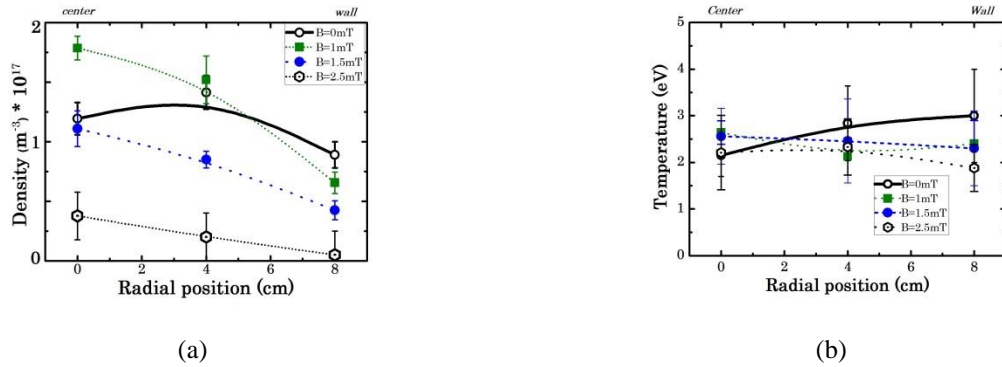 center
wall
B=0mT
B=1mT
B=1.5mT
B=2.5mT
2
1
0
Density (m⁻³) * 10¹⁷
0 2 4 6 8
Radial position (cm)
(a)
Center
Wall
5
4
3
2
1
0
Temperature (eV)
B=0mT
B=1mT
B=1.5mT
B=2.5mT
0 2 4 6 8
Radial position (cm)
(b)